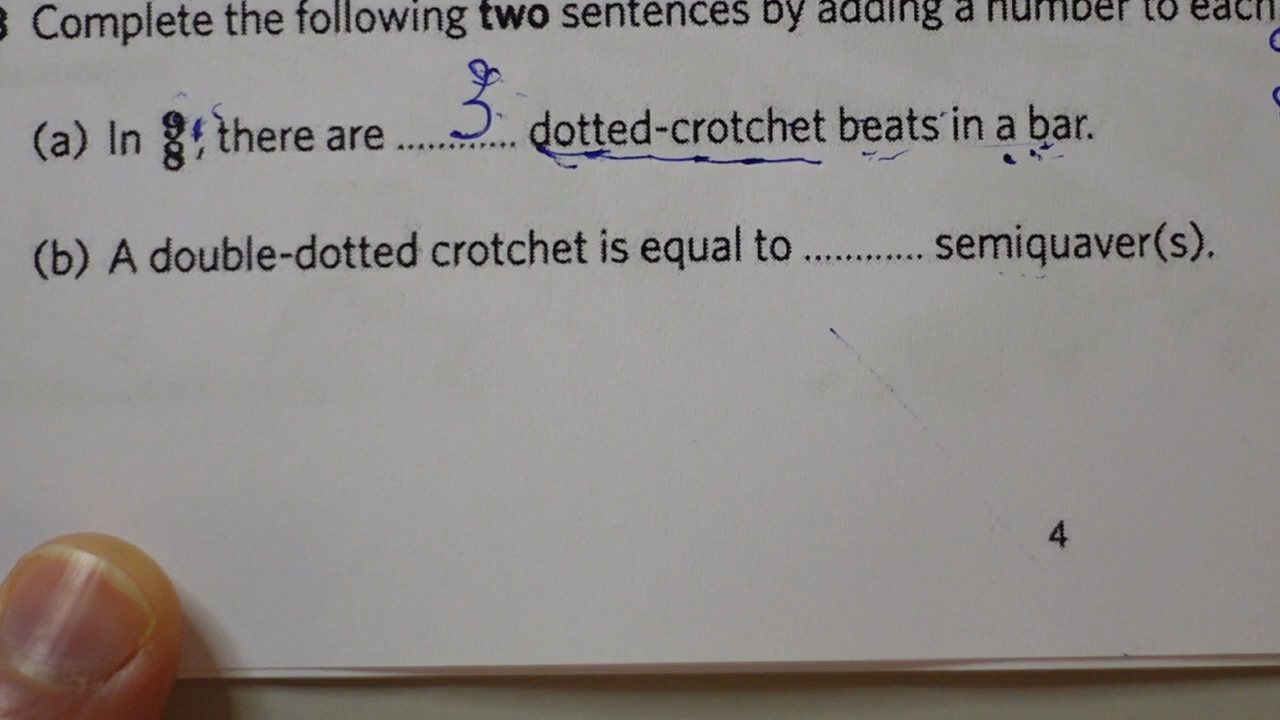 3 Complete the following two sentences by adding a number to each
(a) In 9/8, there are .....3..... dotted-crotchet beats in a bar.
(b) A double-dotted crotchet is equal to ............ semiquaver(s).
4